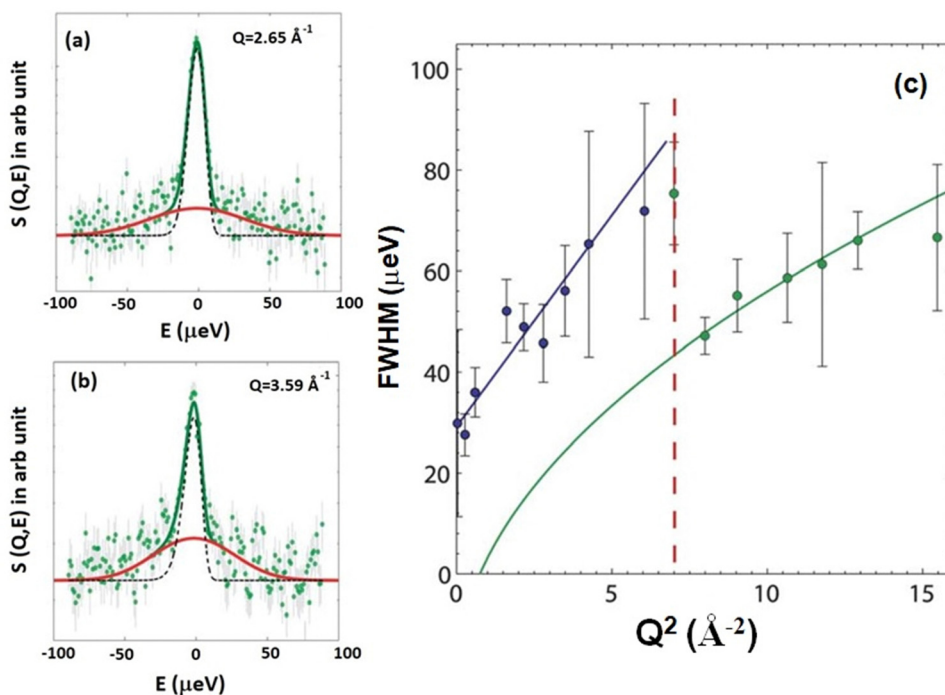 (a)
Q=2.65 Å-1
S (Q,E) in arb unit
-100
-50
0
50
100
E (μeV)
(b)
Q=3.59 Å-1
S (Q,E) in arb unit
-100
-50
0
50
100
E (μeV)
(c)
100
80
60
40
20
0
FWHM (μeV)
0
5
10
15
Q2 (Å-2)